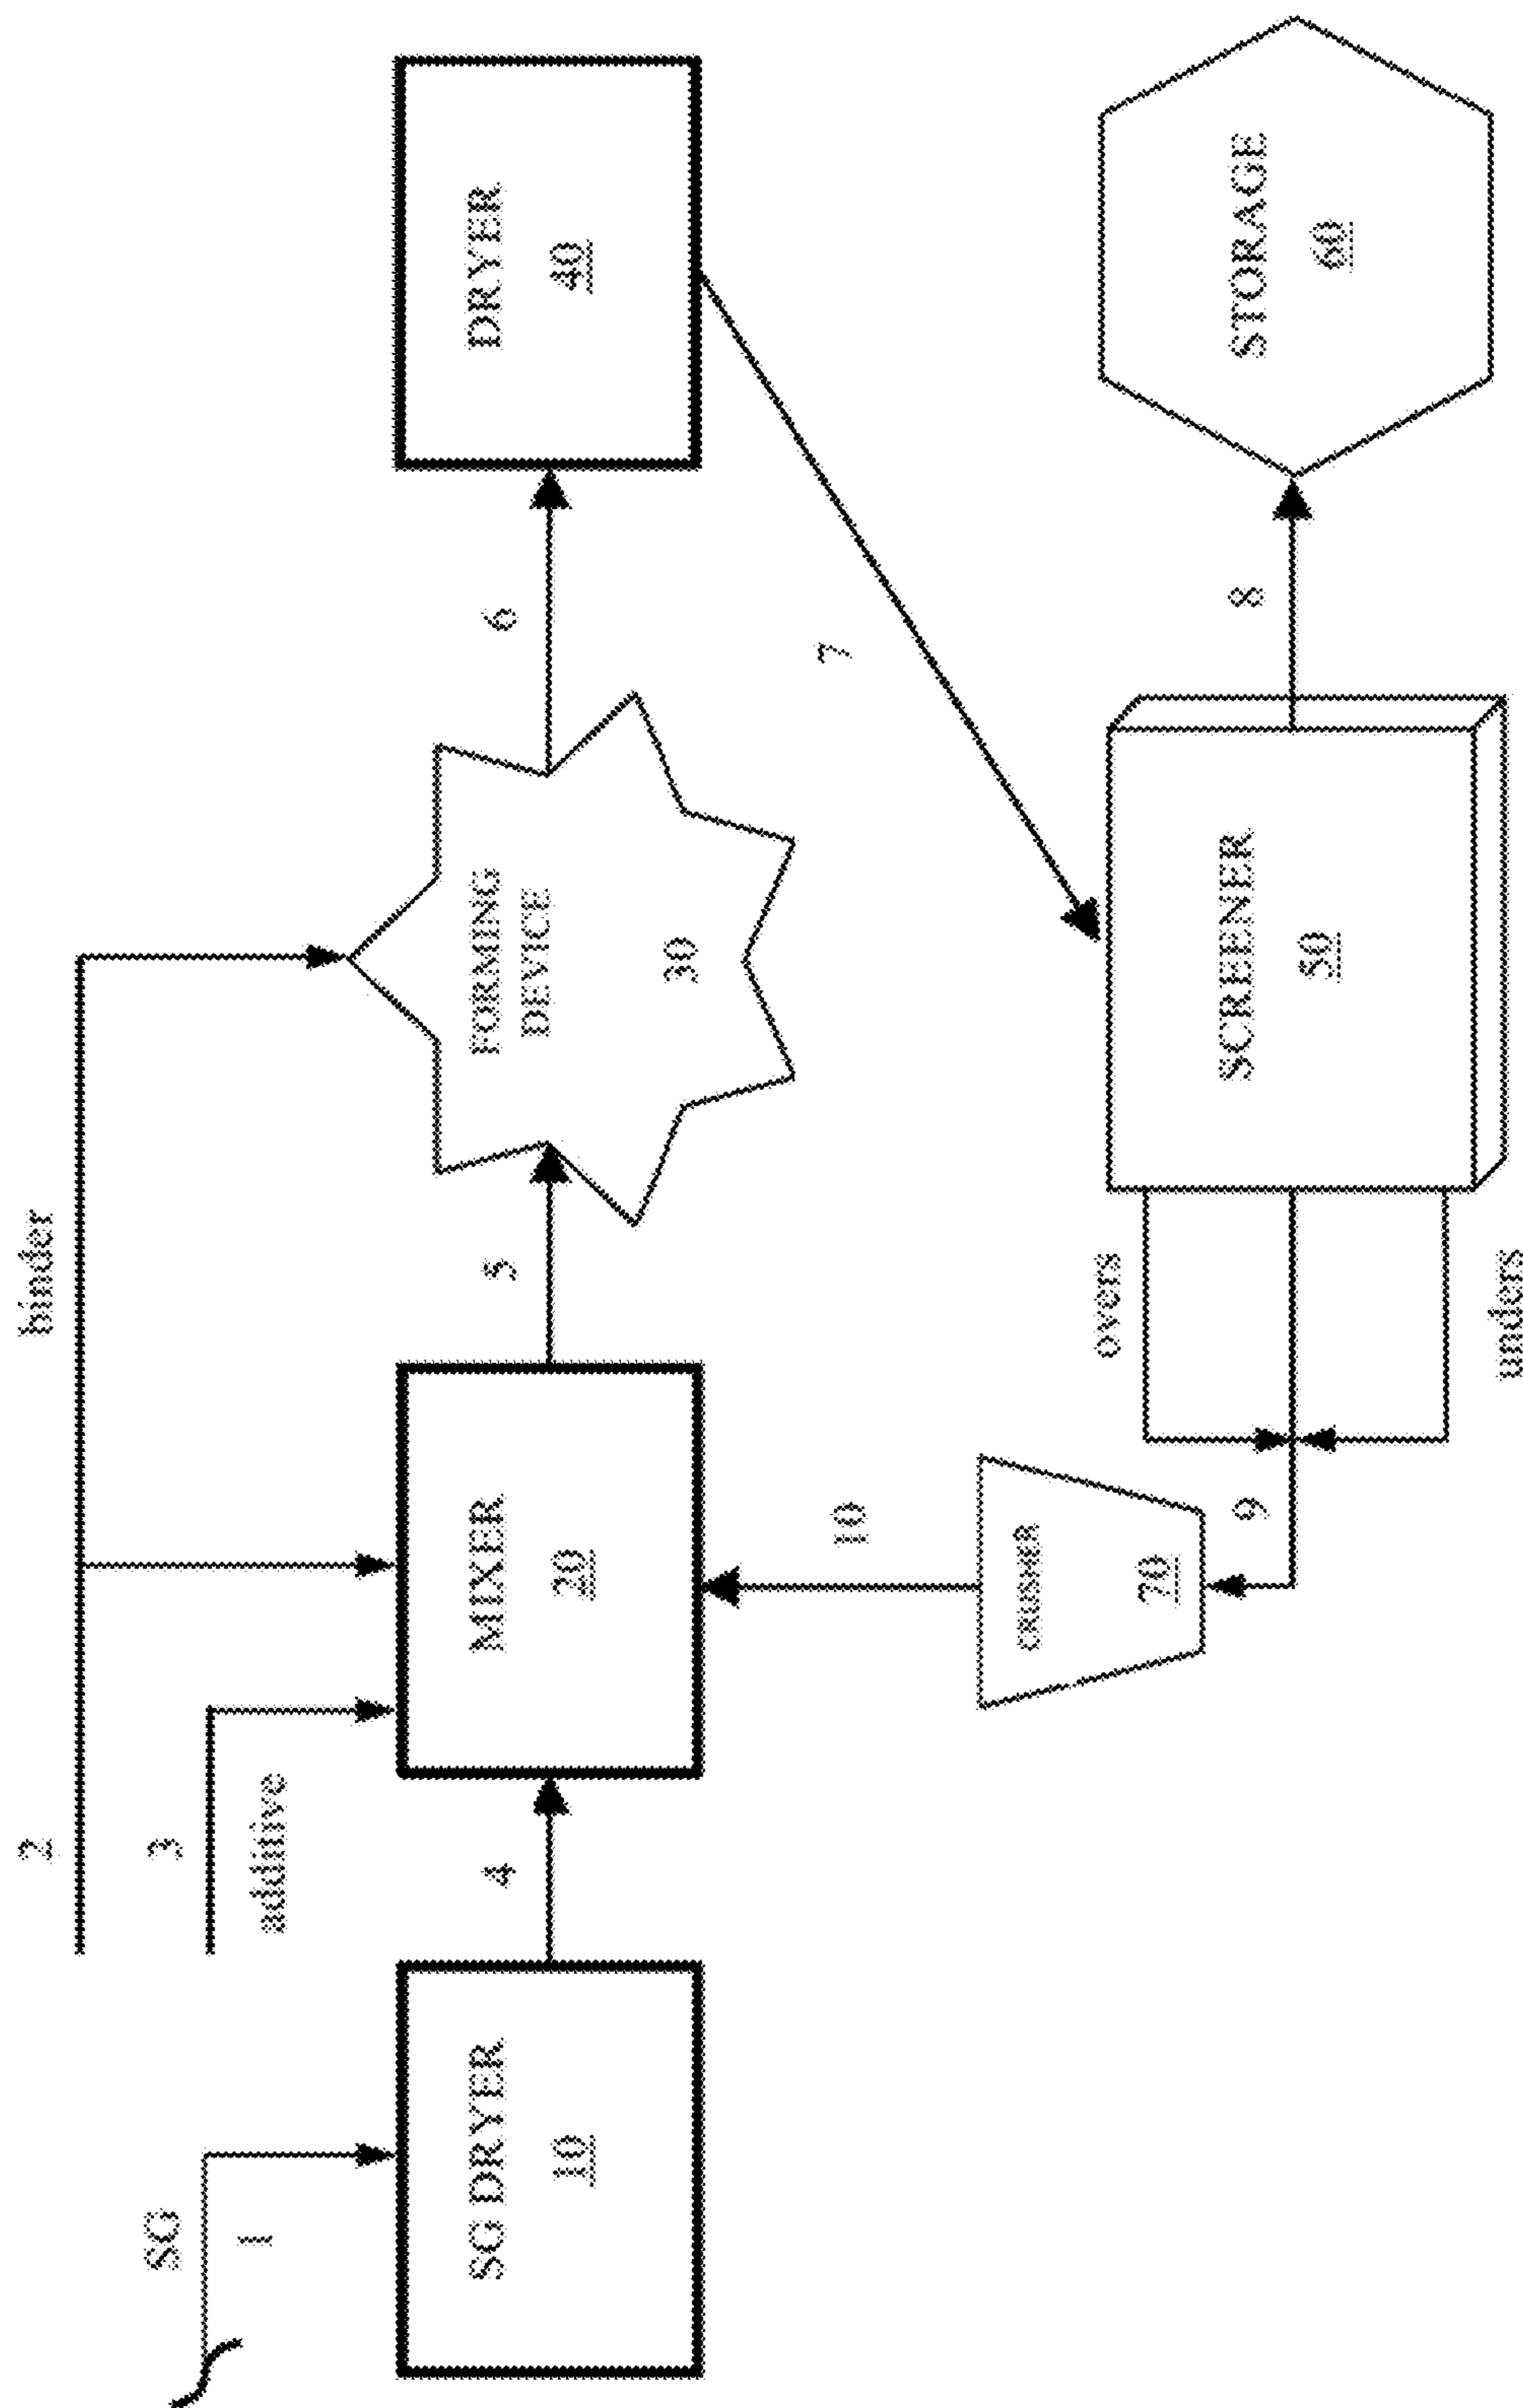 2
binder
3
additive
SG
1
SG DRYER
10
4
MIXER
20
5
FORMING
DEVICE
30
6
DRYER
40
7
10
CRUSHER
70
9
overs
unders
SCREENER
50
8
STORAGE
60